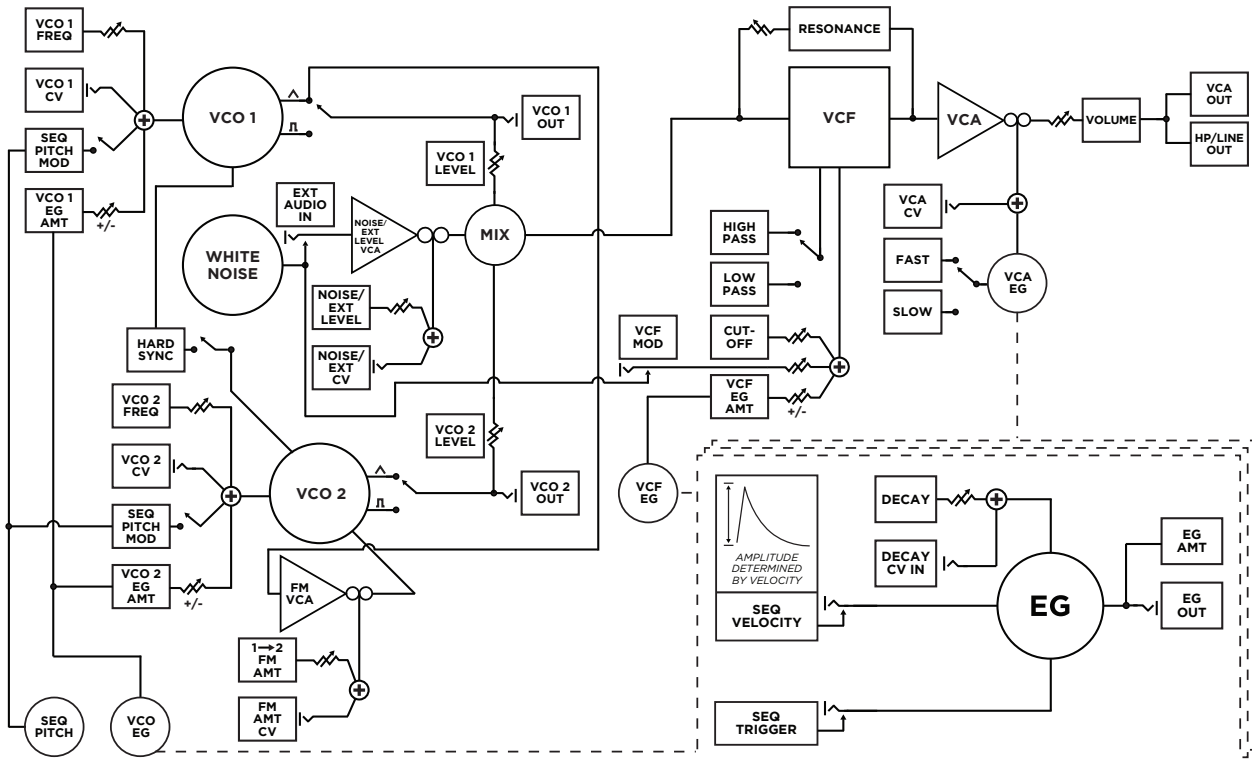 VCO 1
FREQ
VCO 1
CV
SEQ
PITCH
MOD
VCO 1
EG
AMT
+/-
VCO 1
VCO 1
OUT
VCO 1
LEVEL
EXT
AUDIO
IN
WHITE
NOISE
NOISE/
EXT
LEVEL
VCA
MIX
NOISE/
EXT
LEVEL
NOISE/
EXT
CV
HARD
SYNC
VCO 2
FREQ
VCO 2
CV
SEQ
PITCH
MOD
VCO 2
EG
AMT
+/-
VCO 2
VCO 2
LEVEL
VCO 2
OUT
FM
VCA
1→2
FM
AMT
FM
AMT
CV
SEQ
PITCH
VCO
EG
RESONANCE
VCF
VCA
VOLUME
VCA
OUT
HP/LINE
OUT
HIGH
PASS
LOW
PASS
VCA
CV
FAST
SLOW
VCA
EG
VCF
MOD
CUT-
OFF
VCF
EG
AMT
+/-
VCF
EG
AMPLITUDE
DETERMINED
BY VELOCITY
SEQ
VELOCITY
SEQ
TRIGGER
DECAY
DECAY
CV IN
EG
EG
AMT
EG
OUT